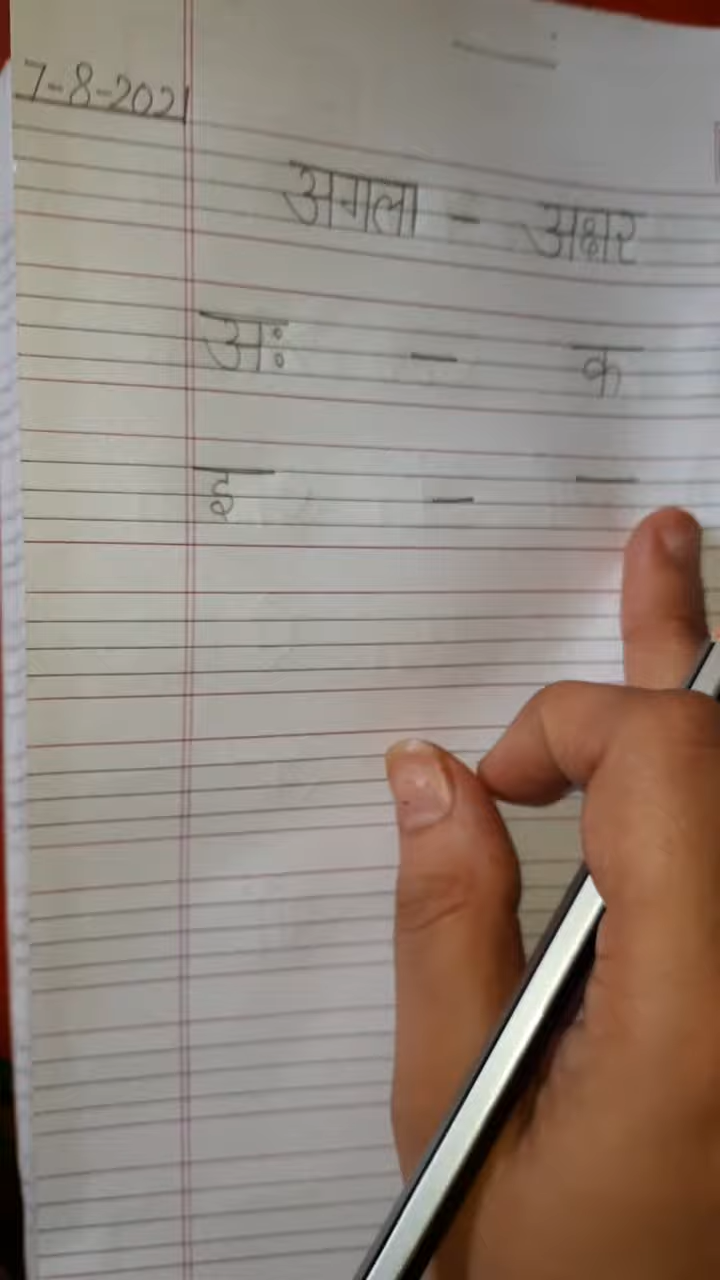 7-8-2021
अगला - अक्षर
अः - क
इ -